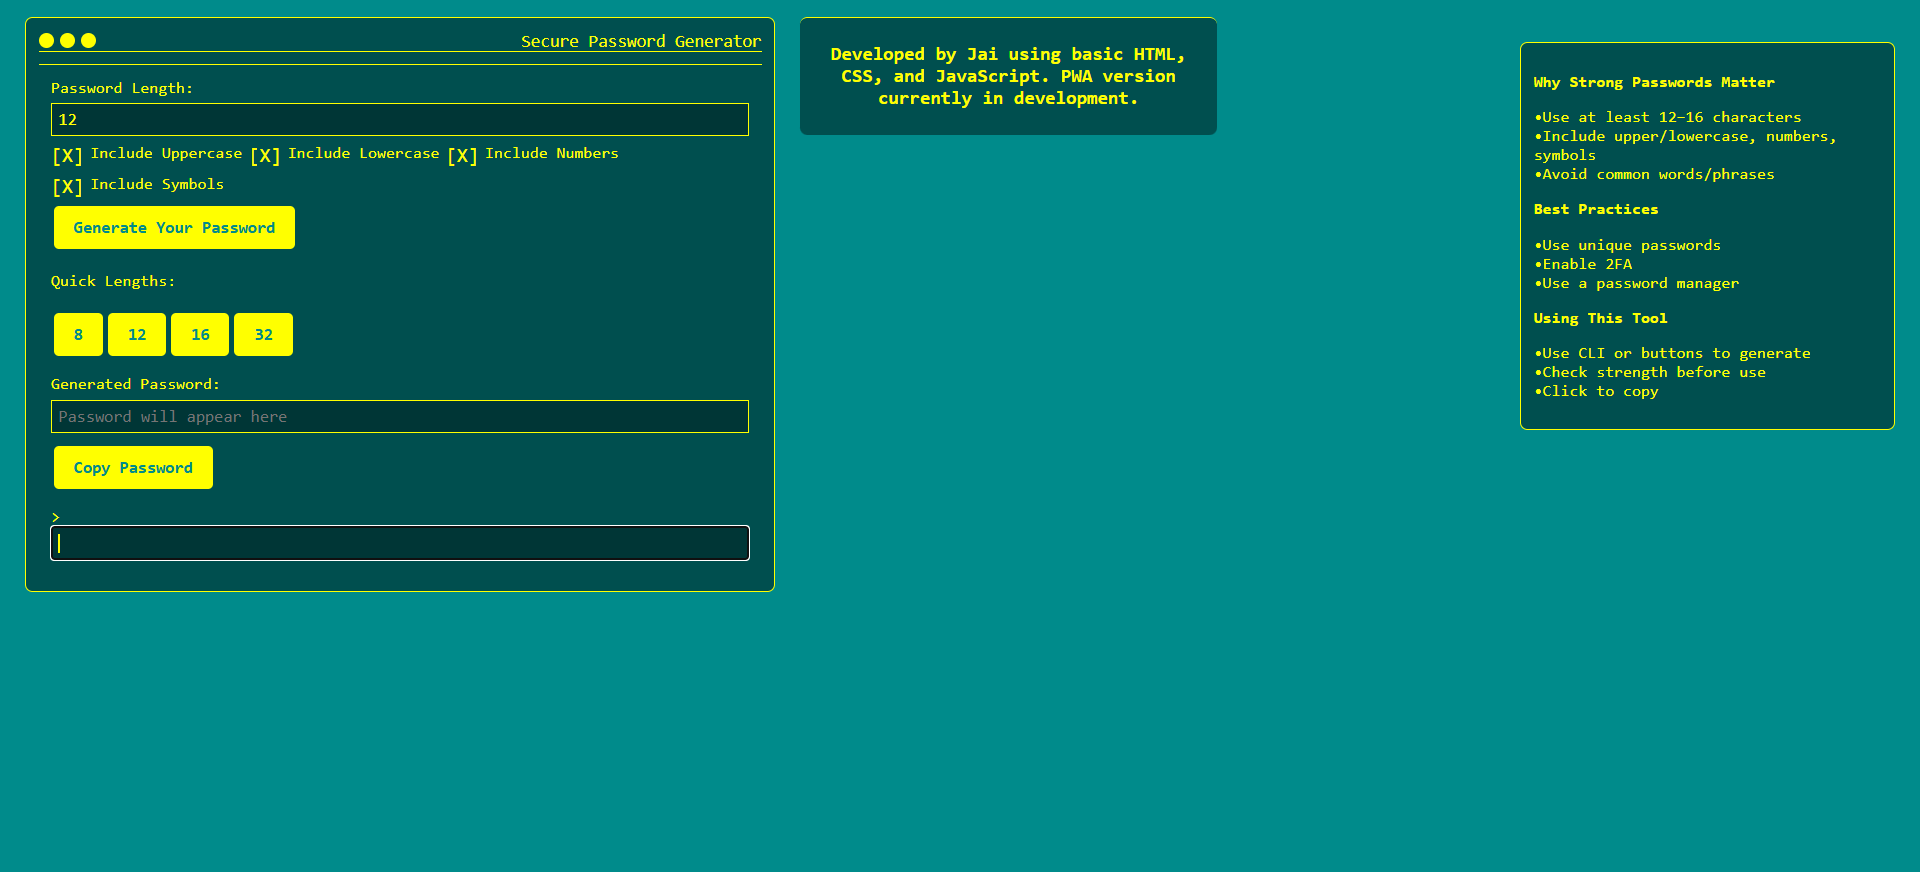 Secure Password Generator
Password Length:
12
[X] Include Uppercase [X] Include Lowercase [X] Include Numbers
[X] Include Symbols
Generate Your Password
Quick Lengths:
8 12 16 32
Generated Password:
Password will appear here
Copy Password
>
Developed by Jai using basic HTML,
CSS, and JavaScript. PWA version
currently in development.
Why Strong Passwords Matter
•Use at least 12–16 characters
•Include upper/lowercase, numbers,
symbols
•Avoid common words/phrases
Best Practices
•Use unique passwords
•Enable 2FA
•Use a password manager
Using This Tool
•Use CLI or buttons to generate
•Check strength before use
•Click to copy